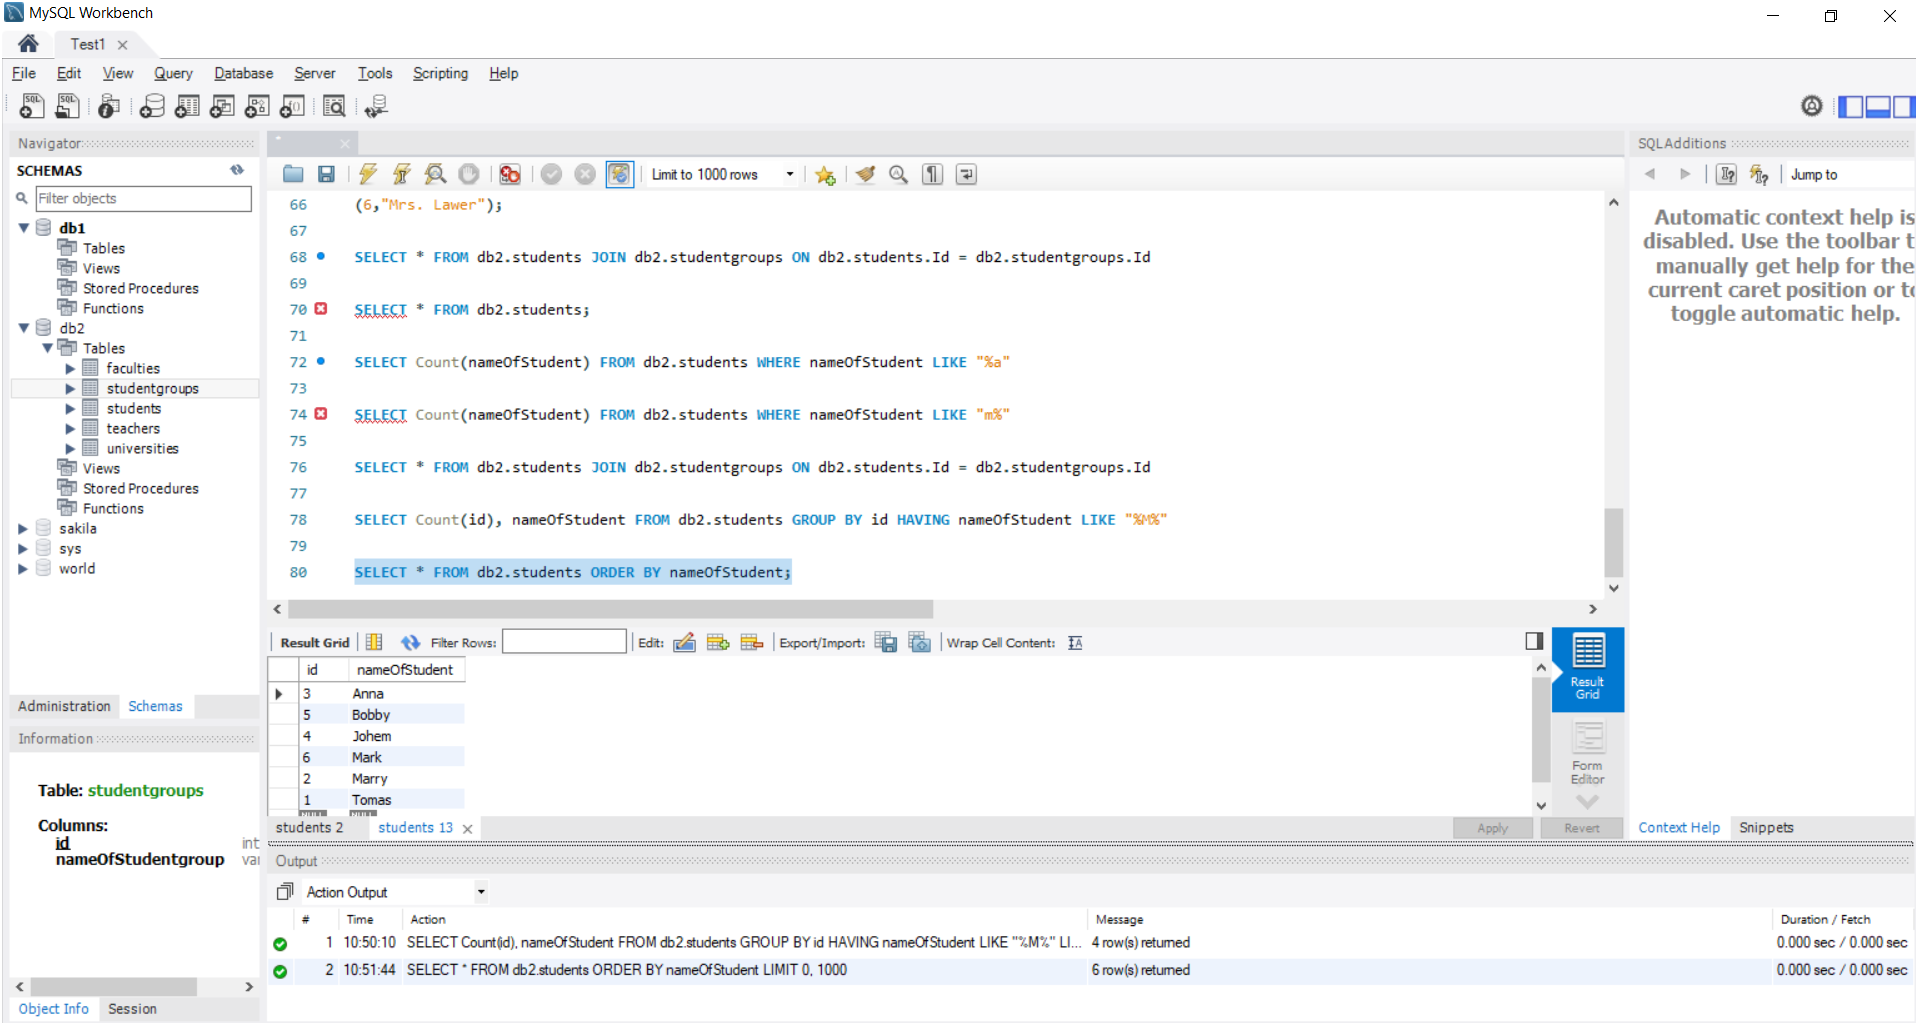 MySQL Workbench
Test1
File Edit View Query Database Server Tools Scripting Help
Navigator
SCHEMAS
Filter objects
db1
Tables
Views
Stored Procedures
Functions
db2
Tables
faculties
studentgroups
students
teachers
universities
Views
Stored Procedures
Functions
sakila
sys
world
Administration Schemas
Information
Table: studentgroups
Columns:
id int
nameOfStudentgroup
Object Info Session
Limit to 1000 rows
66 (6,"Mrs. Lawer");
67
68 SELECT * FROM db2.students JOIN db2.studentgroups ON db2.students.Id = db2.studentgroups.Id
69
70 SELECT * FROM db2.students;
71
72 SELECT Count(nameOfStudent) FROM db2.students WHERE nameOfStudent LIKE "%a"
73
74 SELECT Count(nameOfStudent) FROM db2.students WHERE nameOfStudent LIKE "m%"
75
76 SELECT * FROM db2.students JOIN db2.studentgroups ON db2.students.Id = db2.studentgroups.Id
77
78 SELECT Count(id), nameOfStudent FROM db2.students GROUP BY id HAVING nameOfStudent LIKE "%M%"
79
80 SELECT * FROM db2.students ORDER BY nameOfStudent;
Result Grid Filter Rows: Edit: Export/Import: Wrap Cell Content:
id nameOfStudent
3 Anna
5 Bobby
4 Johem
6 Mark
2 Marry
1 Tomas
Result
Grid
Form
Editor
students 2 students 13 Apply Revert
SQLAdditions
Jump to
Automatic context help is
disabled. Use the toolbar t
manually get help for the
current caret position or to
toggle automatic help.
Context Help Snippets
Output
Action Output
# Time Action Message Duration / Fetch
1 10:50:10 SELECT Count(id), nameOfStudent FROM db2.students GROUP BY id HAVING nameOfStudent LIKE "%M%" LI... 4 row(s) returned 0.000 sec / 0.000 sec
2 10:51:44 SELECT * FROM db2.students ORDER BY nameOfStudent LIMIT 0, 1000 6 row(s) returned 0.000 sec / 0.000 sec